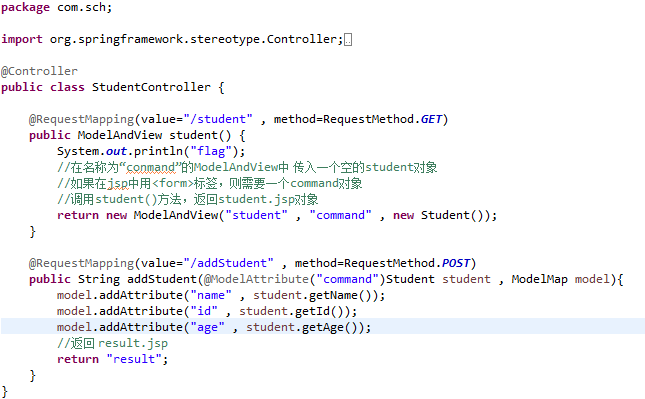 package com.sch;
import org.springframework.stereotype.Controller;
@Controller
public class StudentController {
@RequestMapping(value="/student" , method=RequestMethod.GET)
public ModelAndView student() {
System.out.println("flag");
//在名称为“conmand”的ModelAndView中 传入一个空的student对象
//如果在jsp中用<form>标签，则需要一个command对象
//调用student()方法，返回student.jsp对象
return new ModelAndView("student" , "command" , new Student());
}
@RequestMapping(value="/addStudent" , method=RequestMethod.POST)
public String addStudent(@ModelAttribute("command")Student student , ModelMap model){
model.addAttribute("name" , student.getName());
model.addAttribute("id" , student.getId());
model.addAttribute("age" , student.getAge());
//返回 result.jsp
return "result";
}
}